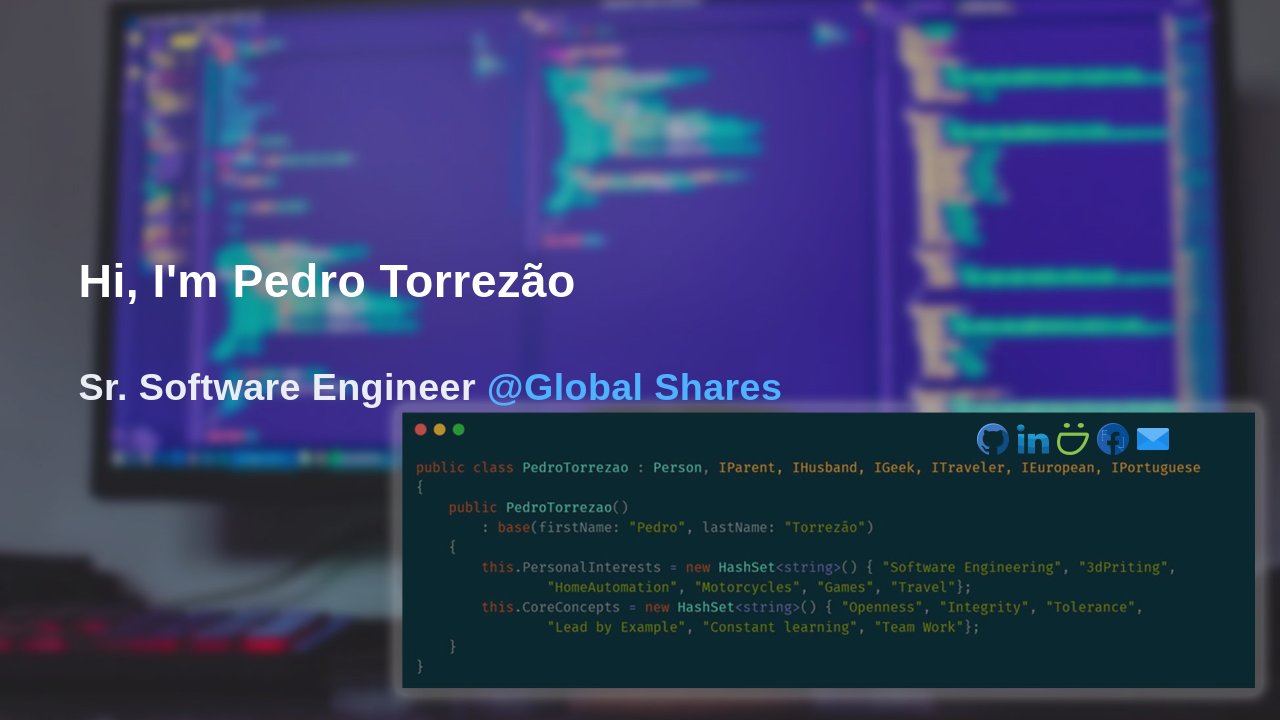 Hi, I'm Pedro Torrezão
Sr. Software Engineer @Global Shares
public class PedroTorrezao : Person, IParent, IHusband, IGeek, ITraveler, IEuropean, IPortuguese
{
    public PedroTorrezao()
        : base(firstName: "Pedro", lastName: "Torrezão")
    {
        this.PersonalInterests = new HashSet<string>() { "Software Engineering", "3dPriting",
                "HomeAutomation", "Motorcycles", "Games", "Travel"};
        this.CoreConcepts = new HashSet<string>() { "Openness", "Integrity", "Tolerance",
                "Lead by Example", "Constant learning", "Team Work"};
    }
}